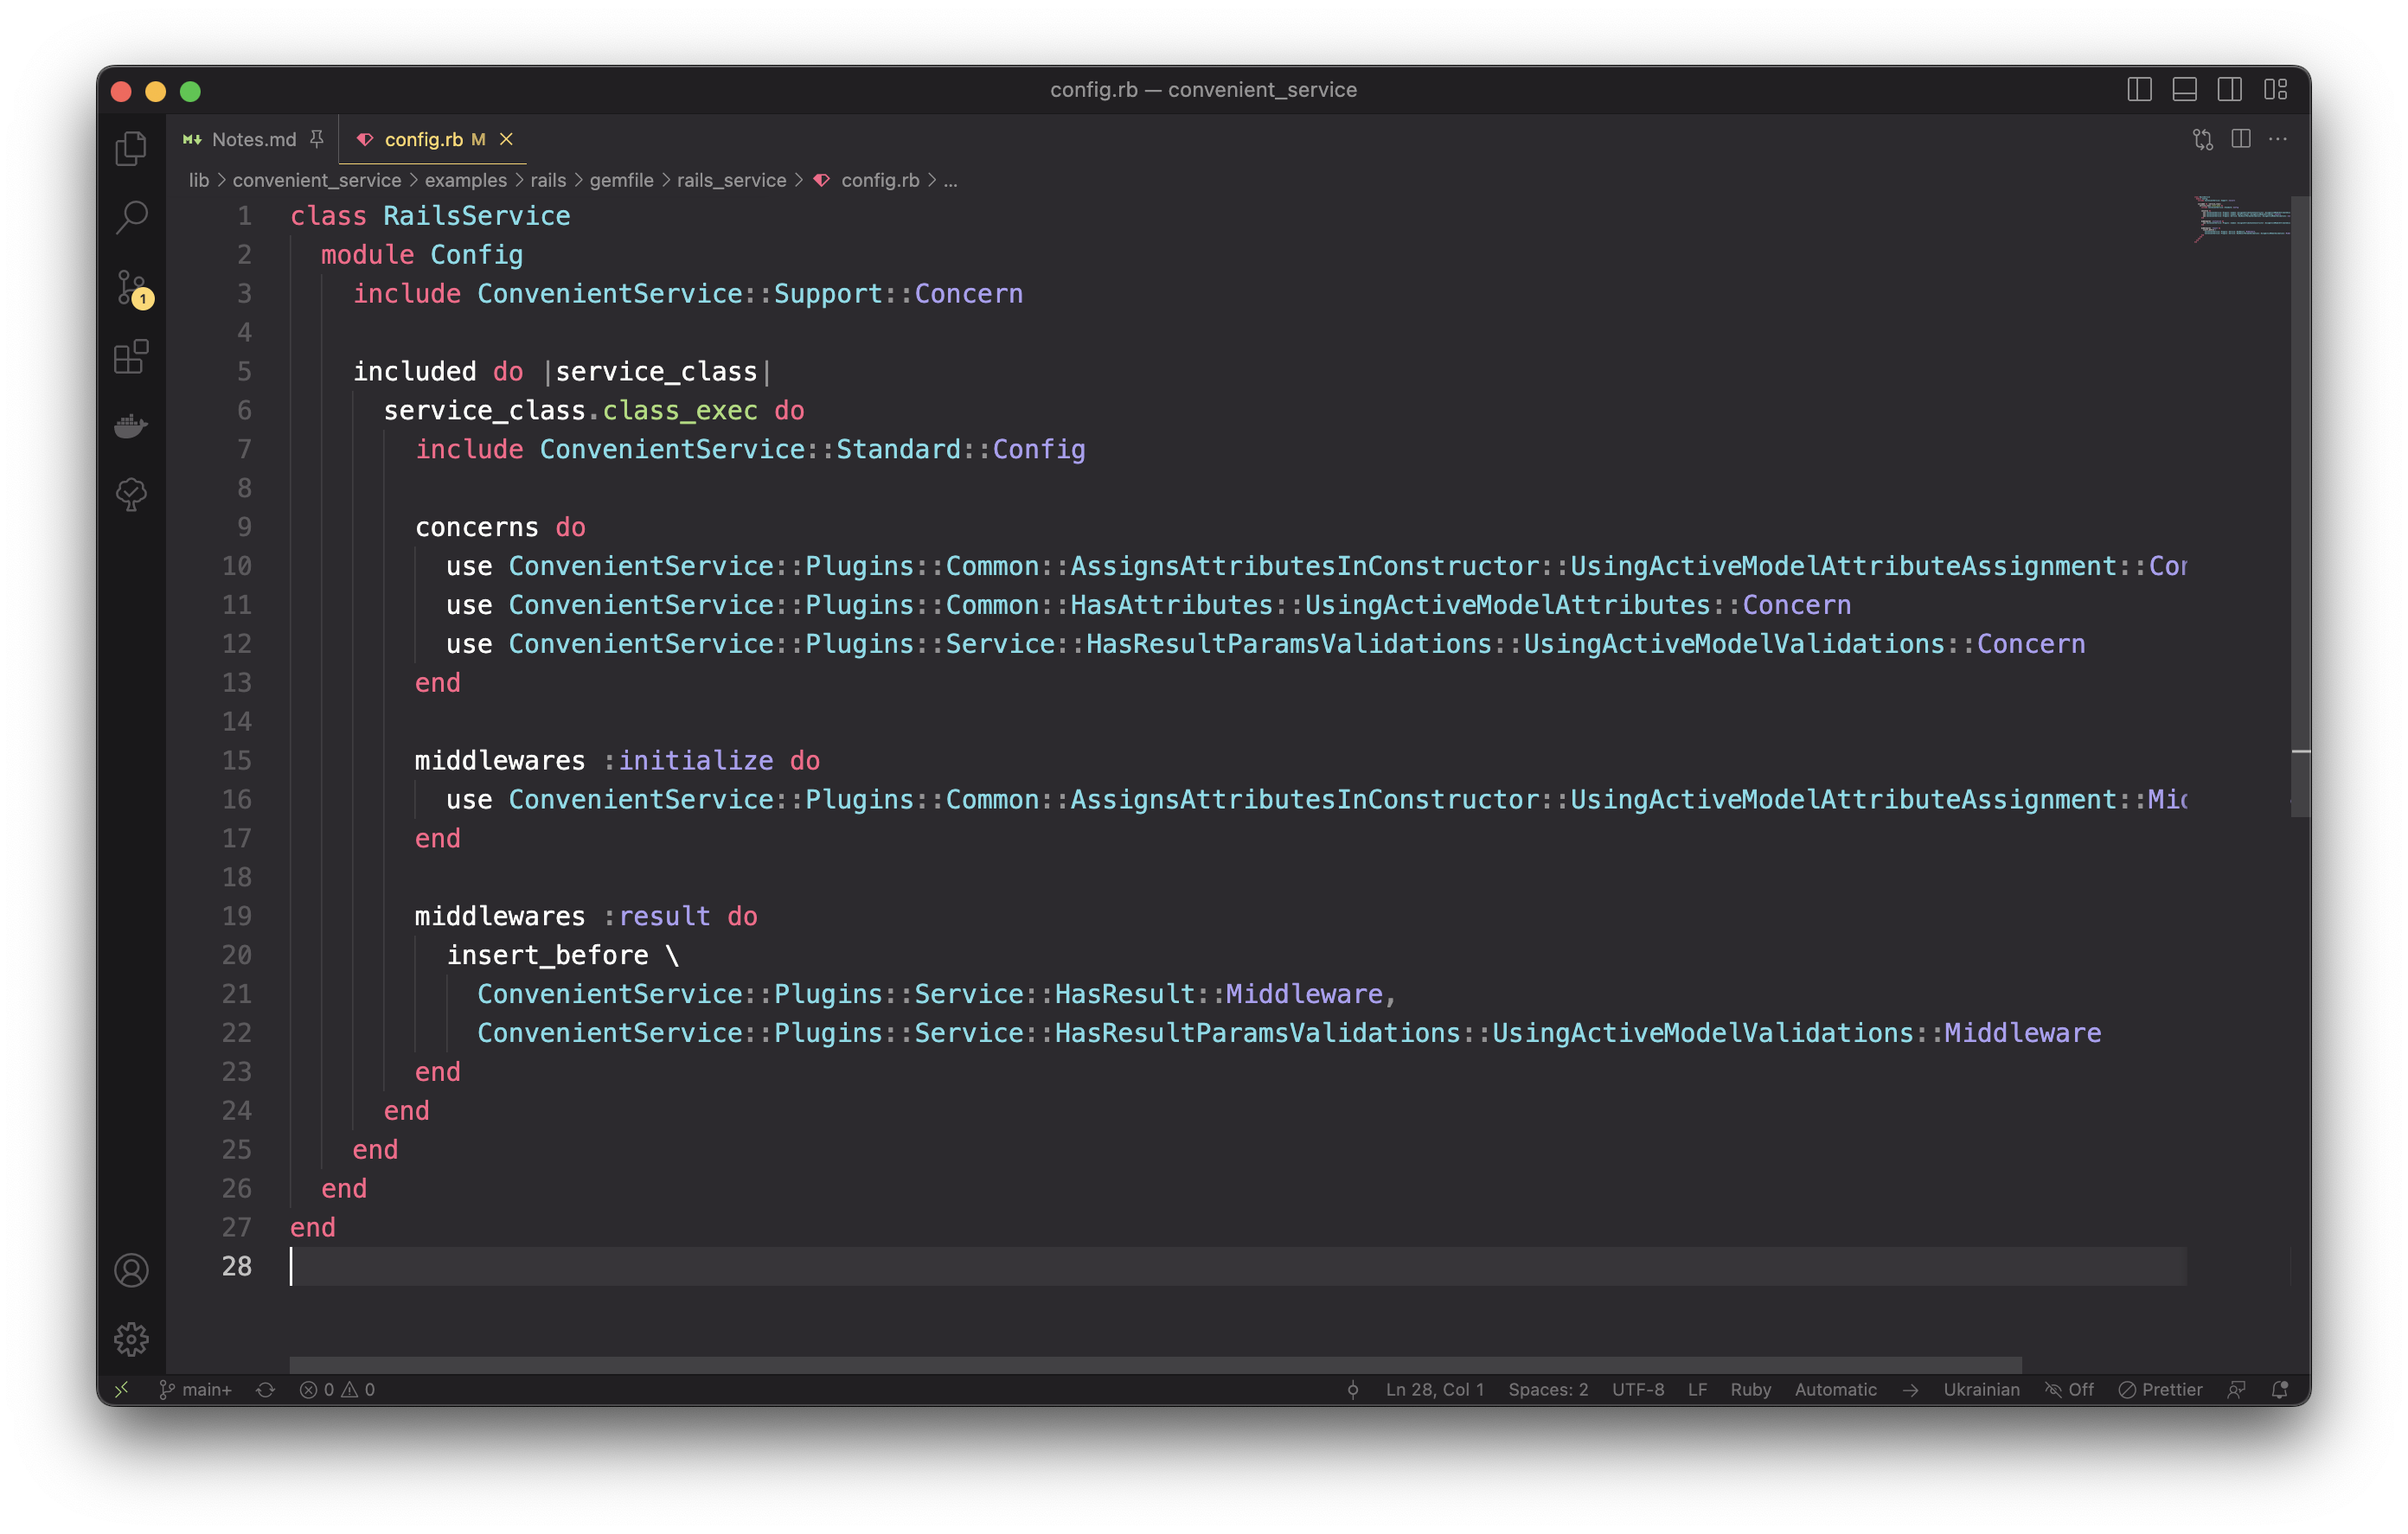 config.rb — convenient_service
Notes.md
config.rb M
lib > convenient_service > examples > rails > gemfile > rails_service > config.rb > ...
1 class RailsService
2 module Config
3 include ConvenientService::Support::Concern
4
5 included do |service_class|
6 service_class.class_exec do
7 include ConvenientService::Standard::Config
8
9 concerns do
10 use ConvenientService::Plugins::Common::AssignsAttributesInConstructor::UsingActiveModelAttributeAssignment::Con
11 use ConvenientService::Plugins::Common::HasAttributes::UsingActiveModelAttributes::Concern
12 use ConvenientService::Plugins::Service::HasResultParamsValidations::UsingActiveModelValidations::Concern
13 end
14
15 middlewares :initialize do
16 use ConvenientService::Plugins::Common::AssignsAttributesInConstructor::UsingActiveModelAttributeAssignment::Mid
17 end
18
19 middlewares :result do
20 insert_before \
21 ConvenientService::Plugins::Service::HasResult::Middleware,
22 ConvenientService::Plugins::Service::HasResultParamsValidations::UsingActiveModelValidations::Middleware
23 end
24 end
25 end
26 end
27 end
28
1
main+ 0 0 Ln 28, Col 1 Spaces: 2 UTF-8 LF Ruby Automatic Ukrainian Off Prettier